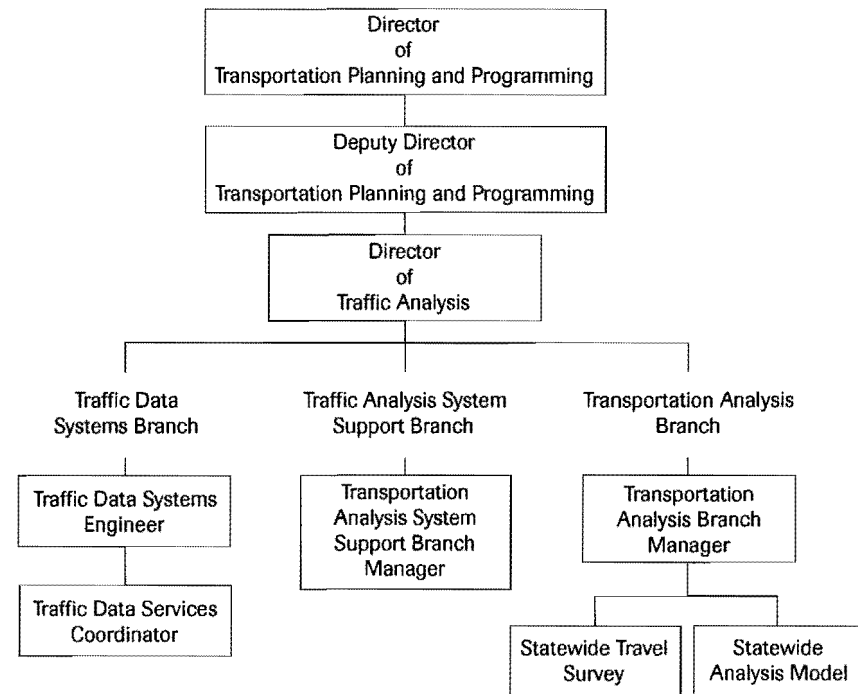 Director
of
Transportation Planning and Programming
Deputy Director
of
Transportation Planning and Programming
Director
of
Traffic Analysis
Traffic Data
Systems Branch
Traffic Analysis System
Support Branch
Transportation Analysis
Branch
Traffic Data Systems
Engineer
Transportation
Analysis System
Support Branch
Manager
Transportation
Analysis Branch
Manager
Traffic Data Services
Coordinator
Statewide Travel
Survey
Statewide
Analysis Model